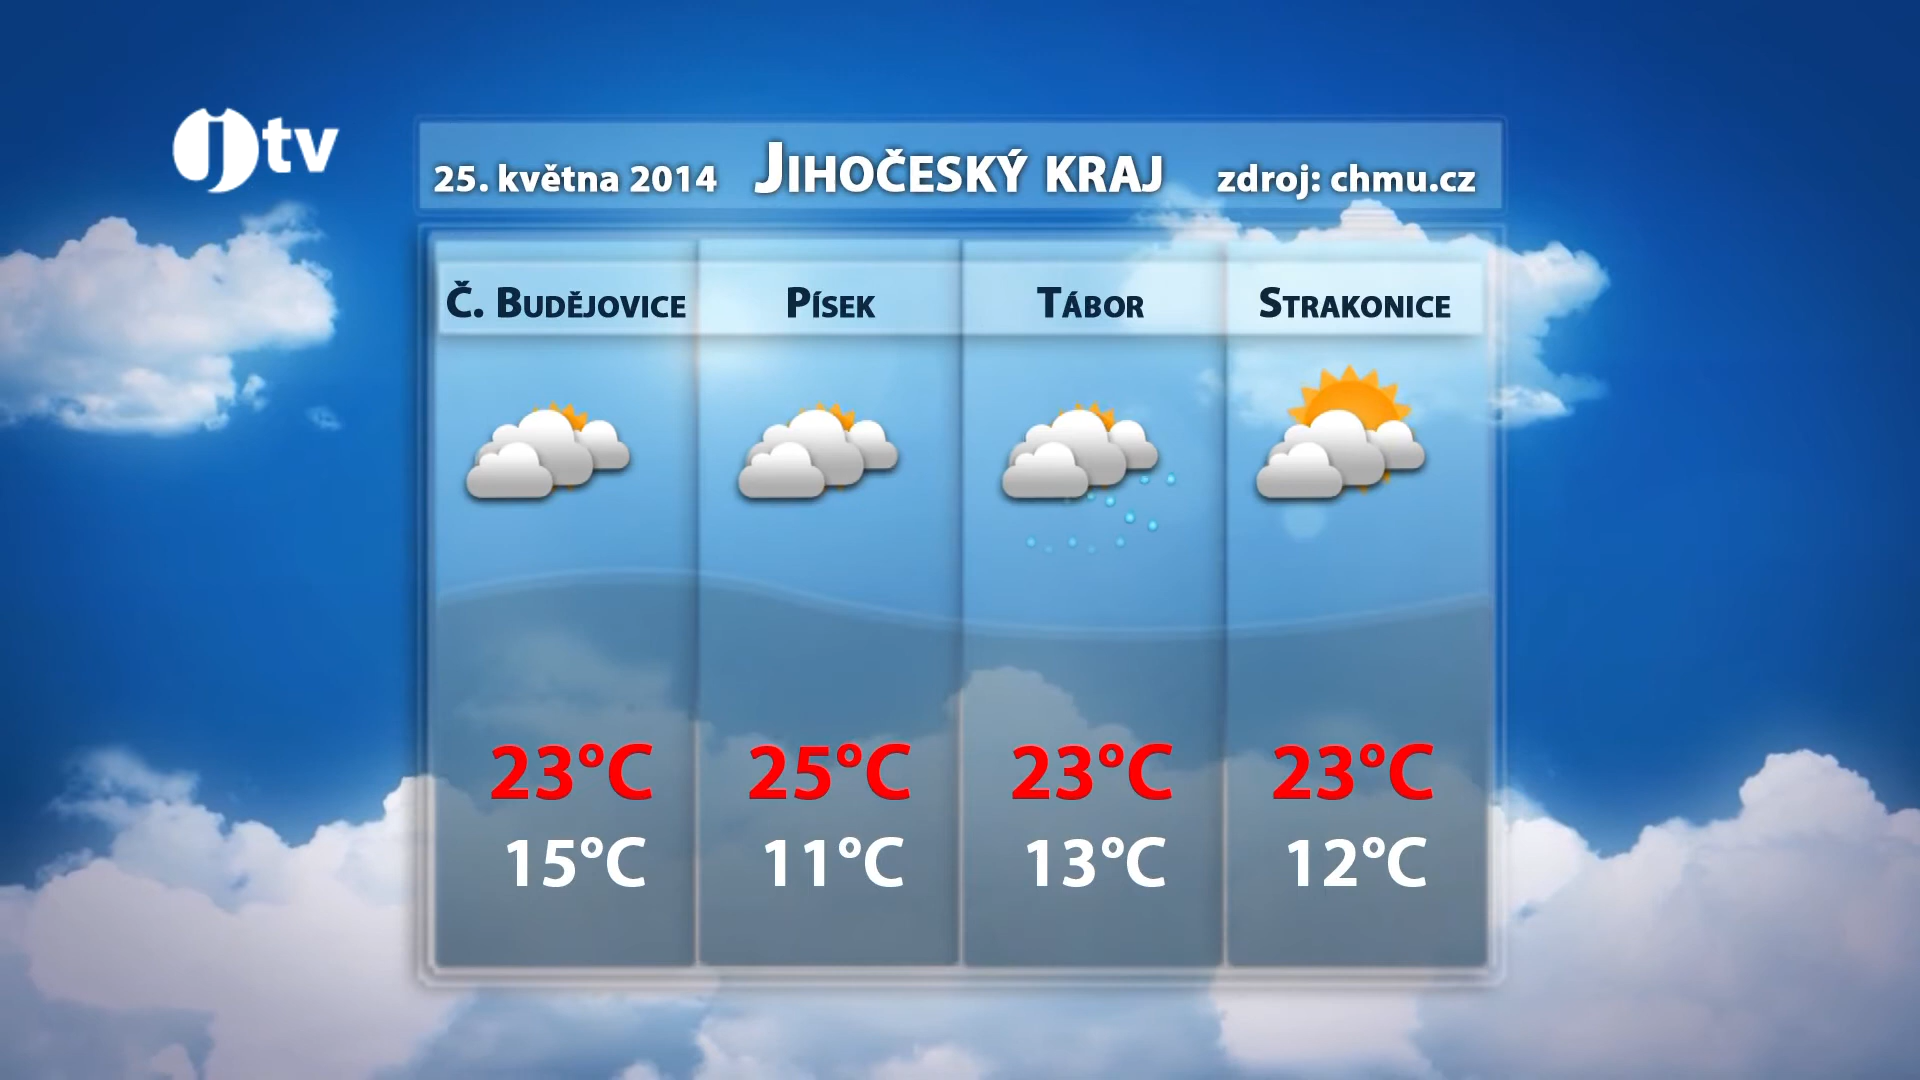 jtv
25. května 2014 Jihočeský kraj zdroj: chmu.cz
Č. Budějovice Písek Tábor Strakonice
23°C 25°C 23°C 23°C
15°C 11°C 13°C 12°C